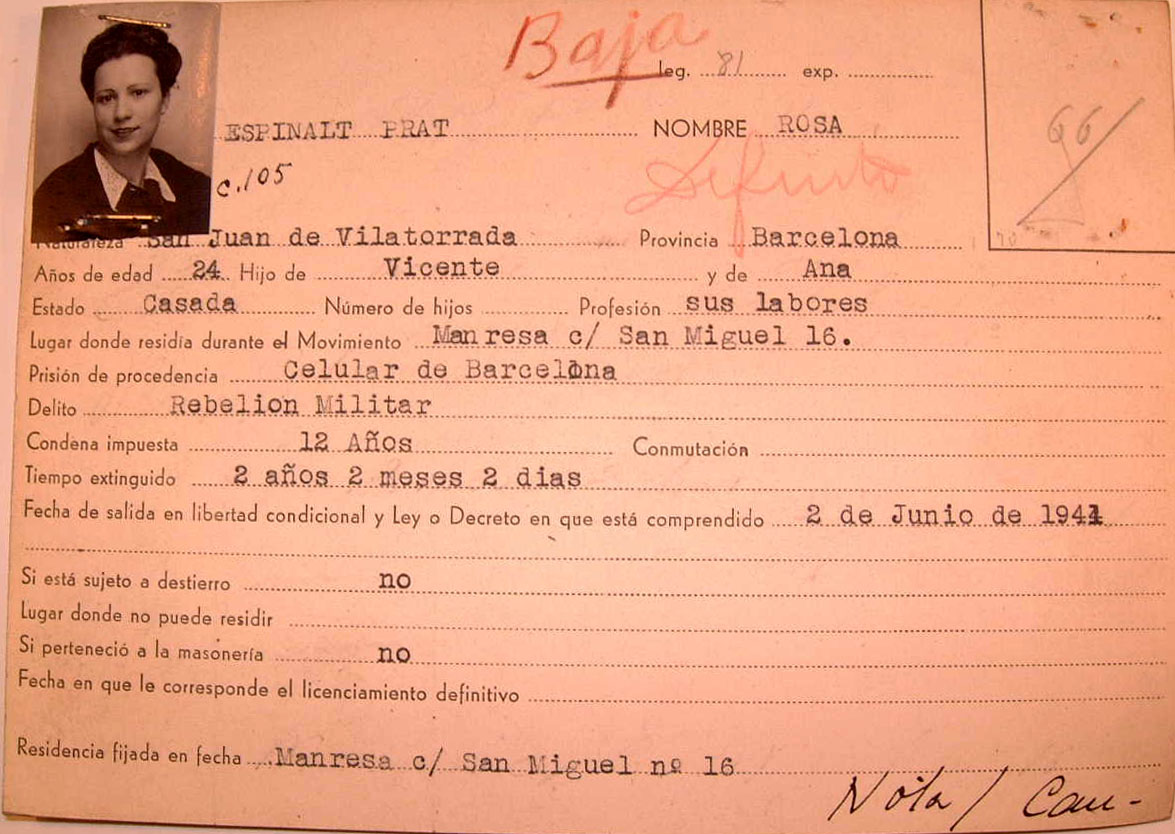 Baja
leg. 81 exp.
ESPINALT PRAT NOMBRE ROSA
c.105
66
Naturaleza San Juan de Vilatorrada Provincia Barcelona
Años de edad 24 Hijo de Vicente y de Ana
Estado Casada Número de hijos Profesión sus labores
Lugar donde residía durante el Movimiento Manresa c/ San Miguel 16.
Prisión de procedencia Celular de Barcelona
Delito Rebelion Militar
Condena impuesta 12 Años Conmutación
Tiempo extinguido 2 años 2 meses 2 dias
Fecha de salida en libertad condicional y Ley o Decreto en que está comprendido 2 de Junio de 1941
Si está sujeto a destierro no
Lugar donde no puede residir
Si perteneció a la masonería no
Fecha en que le corresponde el licenciamiento definitivo
Residencia fijada en fecha Manresa c/ San Miguel nº 16
Nota/